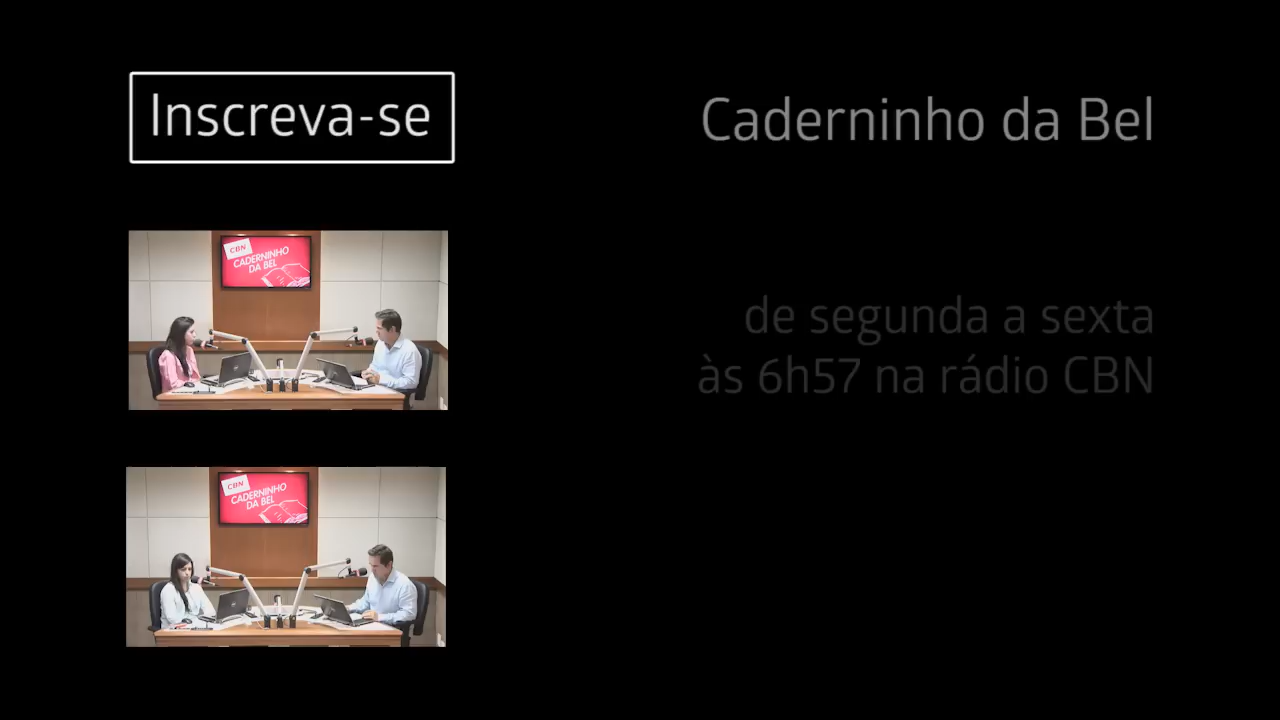 Inscreva-se
Caderninho da Bel
de segunda a sexta
às 6h57 na rádio CBN
CBN
CADERNINHO
DA BEL
CBN
CADERNINHO
DA BEL